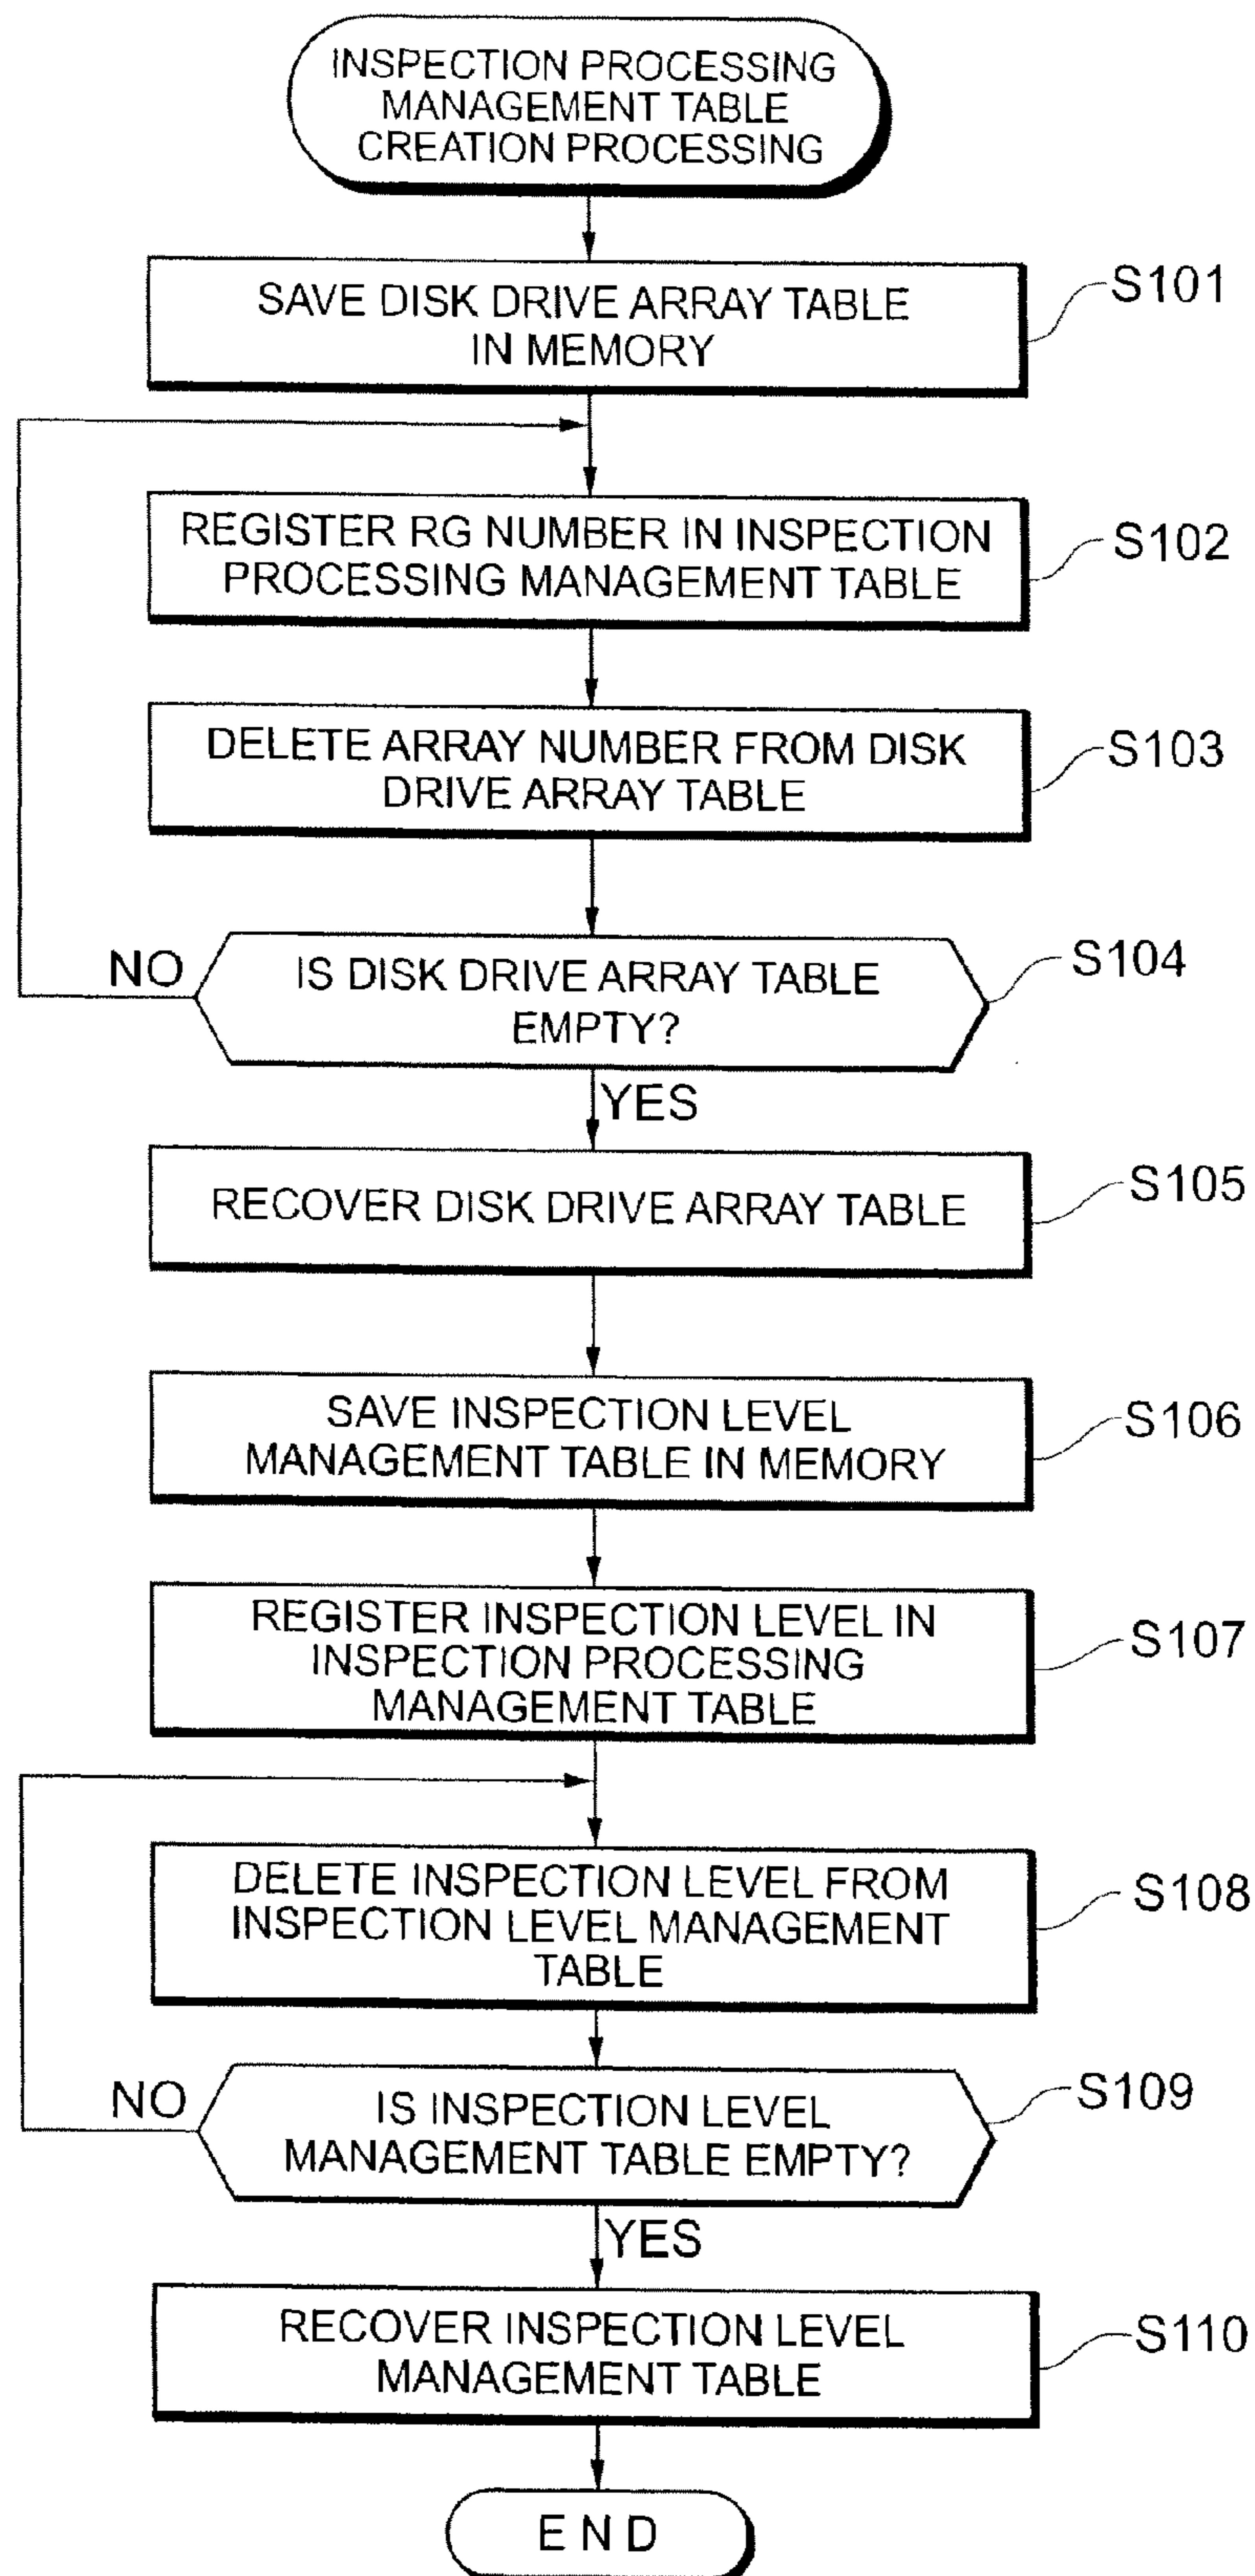 INSPECTION PROCESSING
MANAGEMENT TABLE
CREATION PROCESSING
SAVE DISK DRIVE ARRAY TABLE
IN MEMORY
S101
REGISTER RG NUMBER IN INSPECTION
PROCESSING MANAGEMENT TABLE
S102
DELETE ARRAY NUMBER FROM DISK
DRIVE ARRAY TABLE
S103
NO
IS DISK DRIVE ARRAY TABLE
EMPTY?
S104
YES
RECOVER DISK DRIVE ARRAY TABLE
S105
SAVE INSPECTION LEVEL
MANAGEMENT TABLE IN MEMORY
S106
REGISTER INSPECTION LEVEL IN
INSPECTION PROCESSING
MANAGEMENT TABLE
S107
DELETE INSPECTION LEVEL FROM
INSPECTION LEVEL MANAGEMENT
TABLE
S108
NO
IS INSPECTION LEVEL
MANAGEMENT TABLE EMPTY?
S109
YES
RECOVER INSPECTION LEVEL
MANAGEMENT TABLE
S110
END